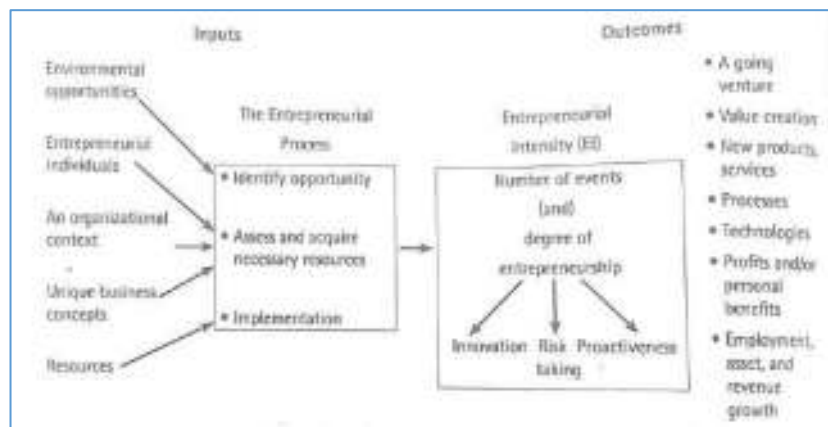 Inputs
Outcomes
Environmental
opportunities
Entrepreneurial
individuals
An organizational
context
Unique business
concepts
Resources
The Entrepreneurial
Process
• Identify opportunity
• Assess and acquire
necessary resources
• Implementation
Entrepreneurial
Intensity (EI)
Number of events
(and)
degree of
entrepreneurship
Innovation Risk Proactiveness
taking
• A going
venture
• Value creation
• New products,
services
• Processes
• Technologies
• Profits and/or
personal
benefits
• Employment,
asset, and
revenue
growth